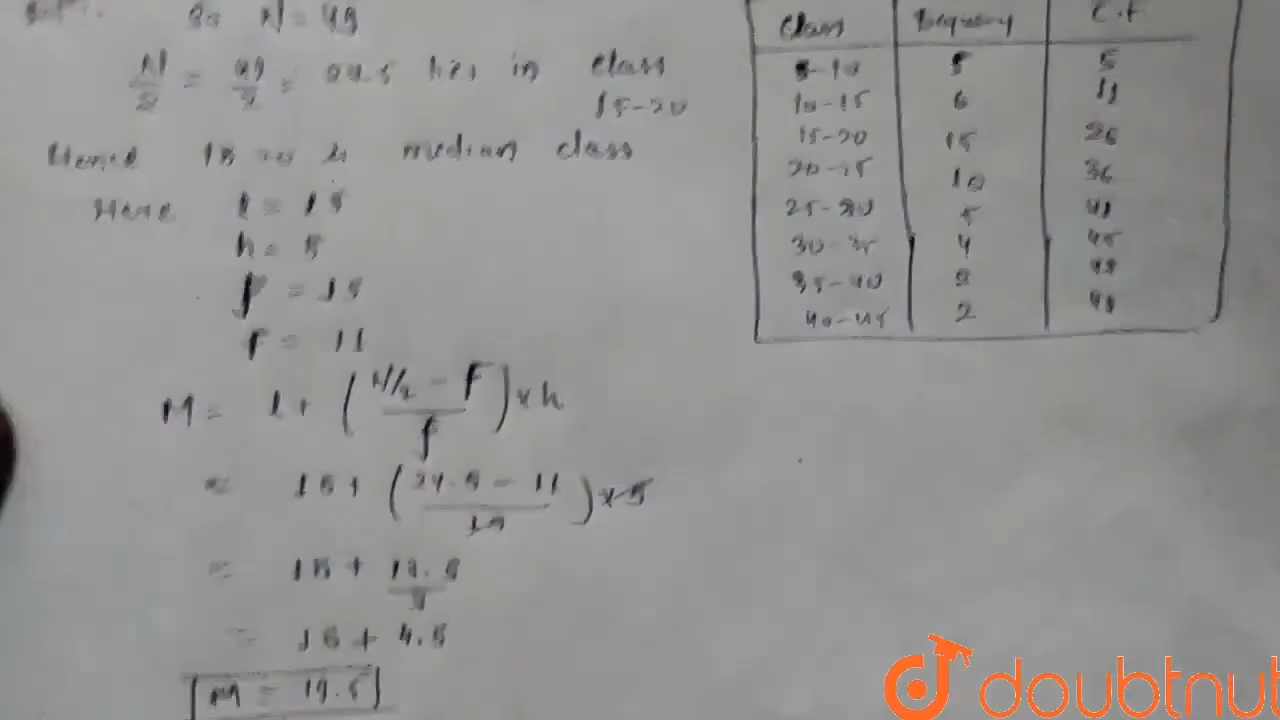 So N = 49
N/2 = 49/2 = 24.5 lies in class
15-20
Hence 15-20 is median class
Here l = 15
h = 5
f = 15
F = 11
M = l + (N/2 - F / f) × h
= 15 + (24.5 - 11 / 15) × 5
= 15 + 13.5/3
= 15 + 4.5
M = 19.5
Class Frequency C.F
5-10 5 5
10-15 6 11
15-20 15 26
20-25 10 36
25-30 5 41
30-35 4 45
35-40 2 47
40-45 2 49
doubtnut